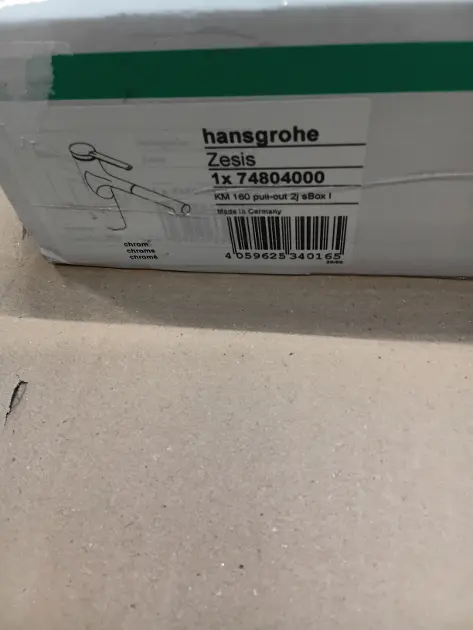 hansgrohe
Zesis
1x 74804000
KM 160 pull-out 2j sBox l
Made in Germany
chrom
chrome
chromé
4 059625 340165